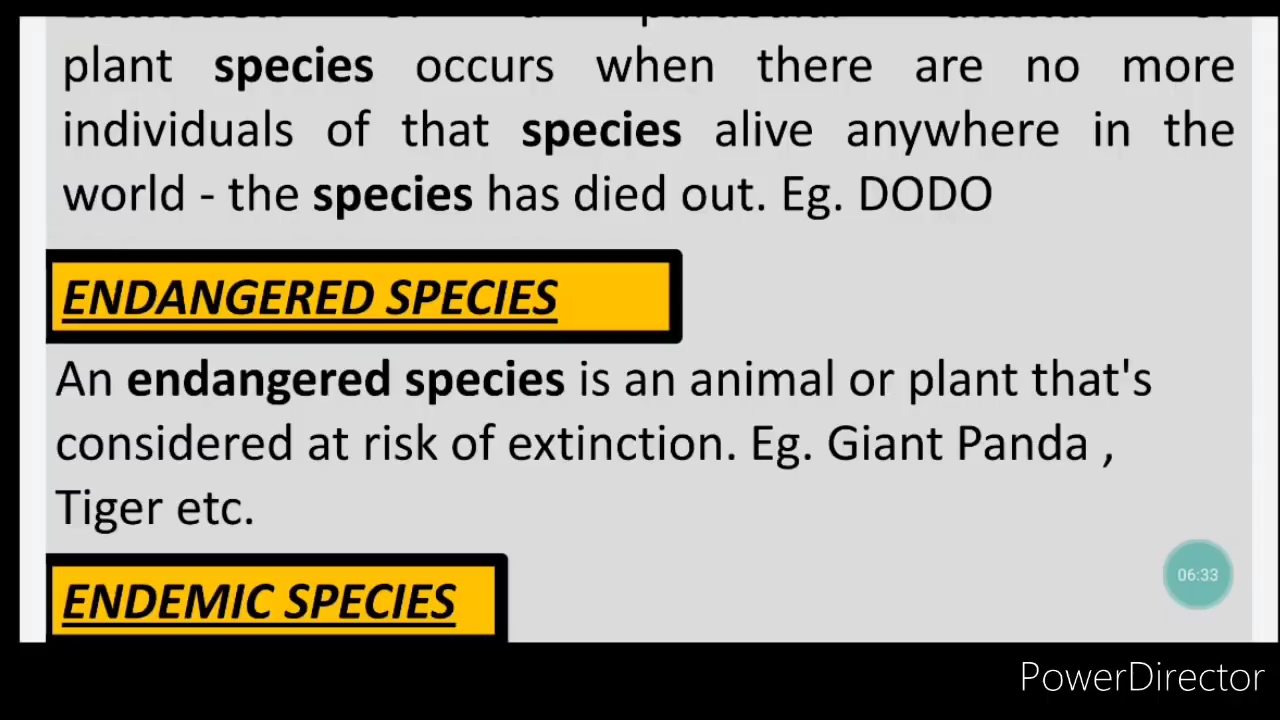 plant species occurs when there are no more
individuals of that species alive anywhere in the
world - the species has died out. Eg. DODO
ENDANGERED SPECIES
An endangered species is an animal or plant that's
considered at risk of extinction. Eg. Giant Panda ,
Tiger etc.
ENDEMIC SPECIES
06:33
PowerDirector